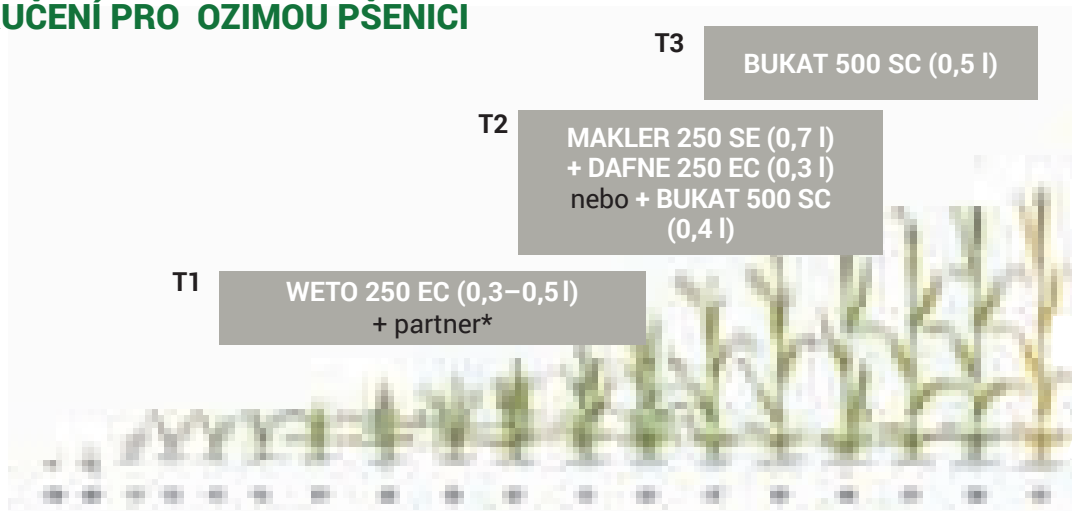 UČENÍ PRO OZIMOU PŠENICI
T3
BUKAT 500 SC (0,5 l)
T2
MAKLER 250 SE (0,7 l)
+ DAFNE 250 EC (0,3 l)
nebo + BUKAT 500 SC
(0,4 l)
T1
WETO 250 EC (0,3–0,5 l)
+ partner*